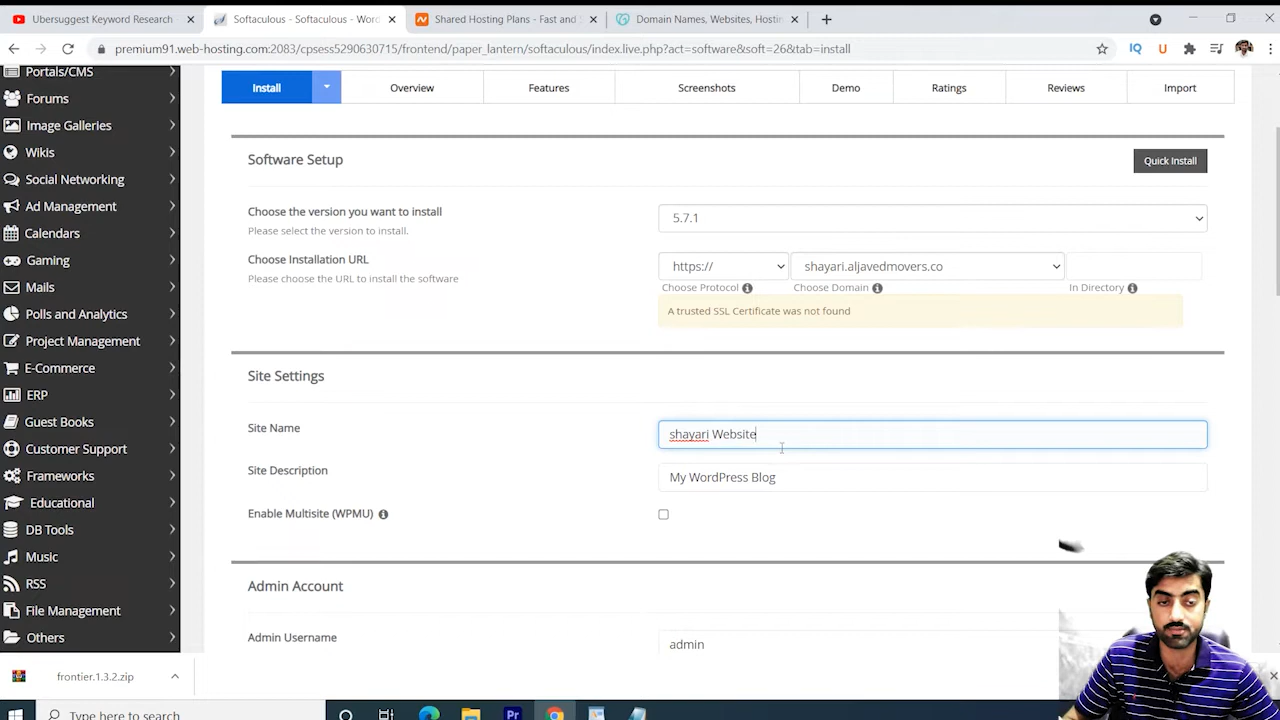 Ubersuggest Keyword Research -
Softaculous - Softaculous - Wor
Shared Hosting Plans - Fast and
Domain Names, Websites, Hostin
premium91.web-hosting.com:2083/cpsess5290630715/frontend/paper_lantern/softaculous/index.live.php?act=software&soft=26&tab=install
Portals/CMS
Forums
Image Galleries
Wikis
Social Networking
Ad Management
Calendars
Gaming
Mails
Polls and Analytics
Project Management
E-Commerce
ERP
Guest Books
Customer Support
Frameworks
Educational
DB Tools
Music
RSS
File Management
Others
Install
Overview
Features
Screenshots
Demo
Ratings
Reviews
Import
Software Setup
Quick Install
Choose the version you want to install
Please select the version to install.
5.7.1
Choose Installation URL
Please choose the URL to install the software
https://
shayari.aljavedmovers.co
Choose Protocol
Choose Domain
In Directory
A trusted SSL Certificate was not found
Site Settings
Site Name
shayari Website
Site Description
My WordPress Blog
Enable Multisite (WPMU)
Admin Account
Admin Username
admin
frontier.1.3.2.zip
Type here to search